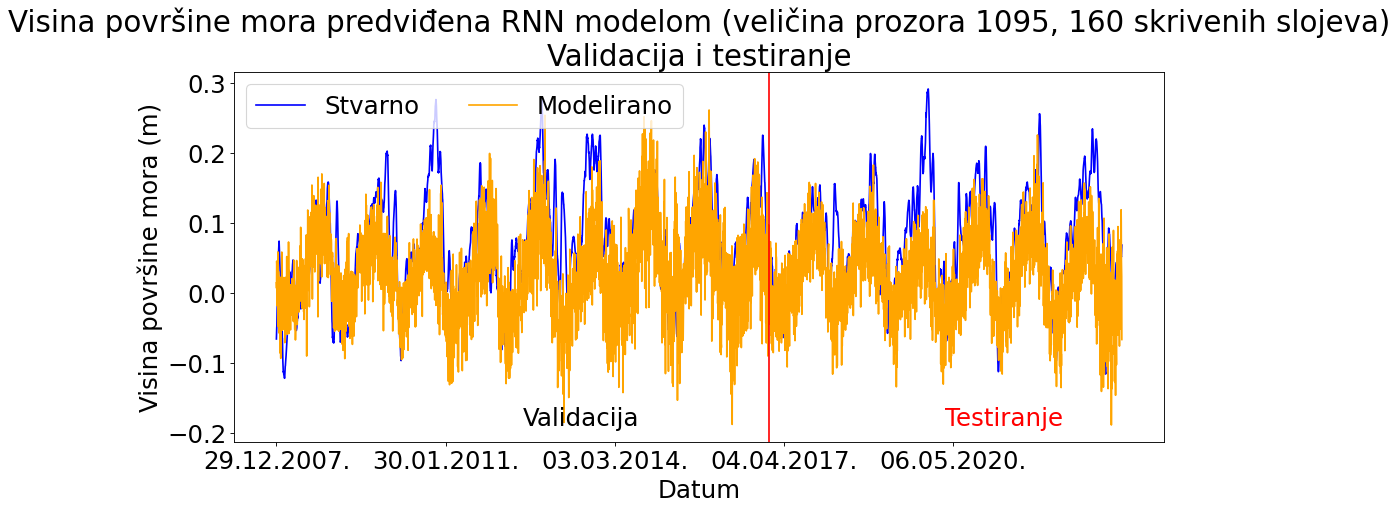 Visina površine mora predviđena RNN modelom (veličina prozora 1095, 160 skrivenih slojeva)
Validacija i testiranje
Stvarno
Modelirano
Visina površine mora (m)
0.3
0.2
0.1
0.0
−0.1
−0.2
Validacija
Testiranje
29.12.2007.
30.01.2011.
03.03.2014.
04.04.2017.
06.05.2020.
Datum